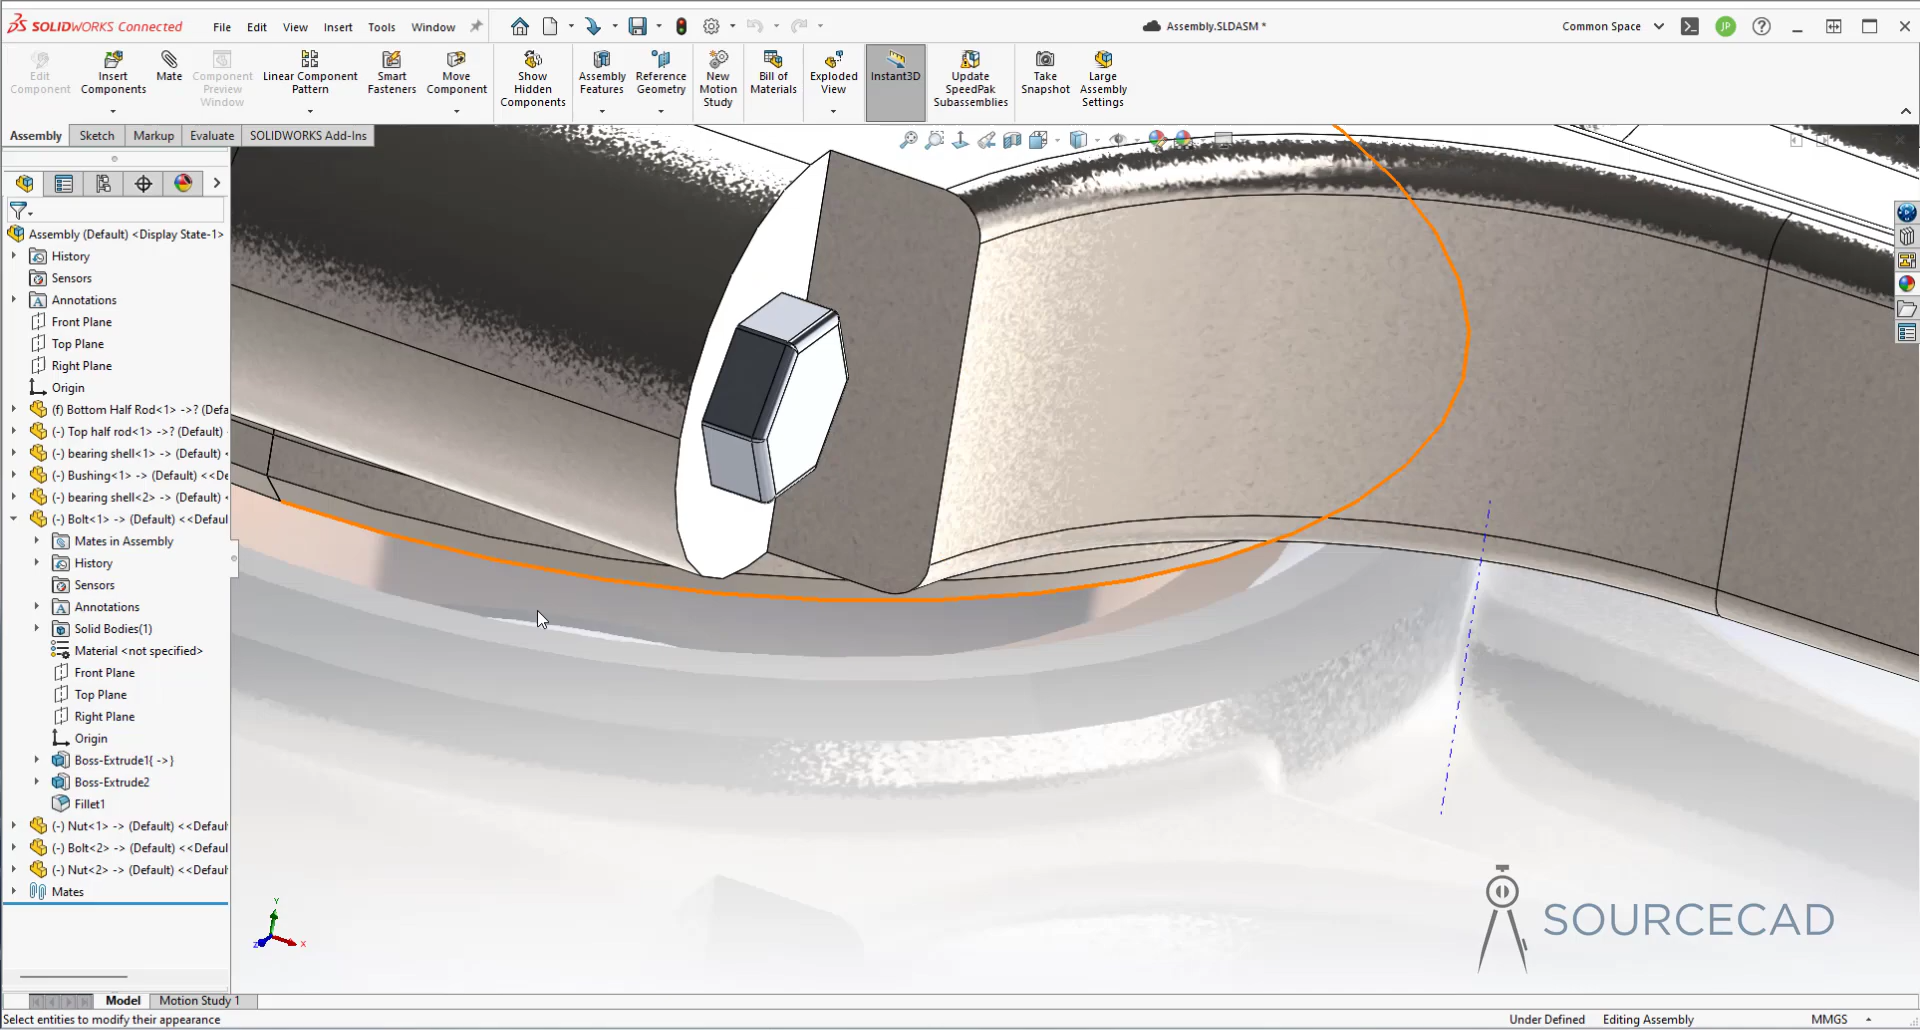 SOLIDWORKS Connected
File Edit View Insert Tools Window
Assembly.SLDASM *
Common Space
JP
Edit Component
Insert Components
Mate
Component Preview Window
Linear Component Pattern
Smart Fasteners
Move Component
Show Hidden Components
Assembly Features
Reference Geometry
New Motion Study
Bill of Materials
Exploded View
Instant3D
Update SpeedPak Subassemblies
Take Snapshot
Large Assembly Settings
Assembly Sketch Markup Evaluate SOLIDWORKS Add-Ins
Assembly (Default) <Display State-1>
History
Sensors
Annotations
Front Plane
Top Plane
Right Plane
Origin
(f) Bottom Half Rod<1> ->? (Defa
(-) Top half rod<1> ->? (Default)
(-) bearing shell<1> -> (Default) <
(-) Bushing<1> -> (Default) <<De
(-) bearing shell<2> -> (Default) <
(-) Bolt<1> -> (Default) <<Defaul
Mates in Assembly
History
Sensors
Annotations
Solid Bodies(1)
Material <not specified>
Front Plane
Top Plane
Right Plane
Origin
Boss-Extrude1{ ->}
Boss-Extrude2
Fillet1
(-) Nut<1> -> (Default) <<Defaul
(-) Bolt<2> -> (Default) <<Defaul
(-) Nut<2> -> (Default) <<Defaul
Mates
Y
Z
X
SOURCECAD
Model Motion Study 1
Select entities to modify their appearance
Under Defined Editing Assembly MMGS